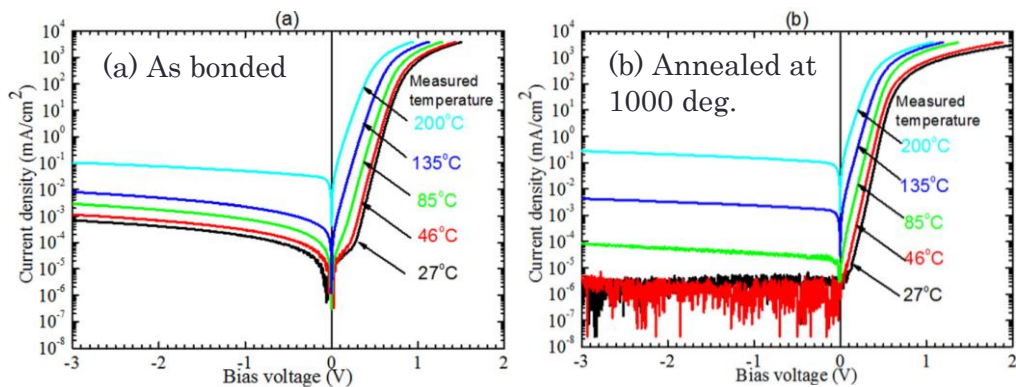 (a)
(a) As bonded
Measured
temperature
200°C
135°C
85°C
46°C
27°C
10^4
10^3
10^2
10^1
10^0
10^-1
10^-2
10^-3
10^-4
10^-5
10^-6
10^-7
10^-8
Current density (mA/cm^2)
-3
-2
-1
0
1
2
Bias voltage (V)
(b)
(b) Annealed at
1000 deg.
Measured
temperature
200°C
135°C
85°C
46°C
27°C
10^4
10^3
10^2
10^1
10^0
10^-1
10^-2
10^-3
10^-4
10^-5
10^-6
10^-7
10^-8
Current density (mA/cm^2)
-3
-2
-1
0
1
2
Bias voltage (V)